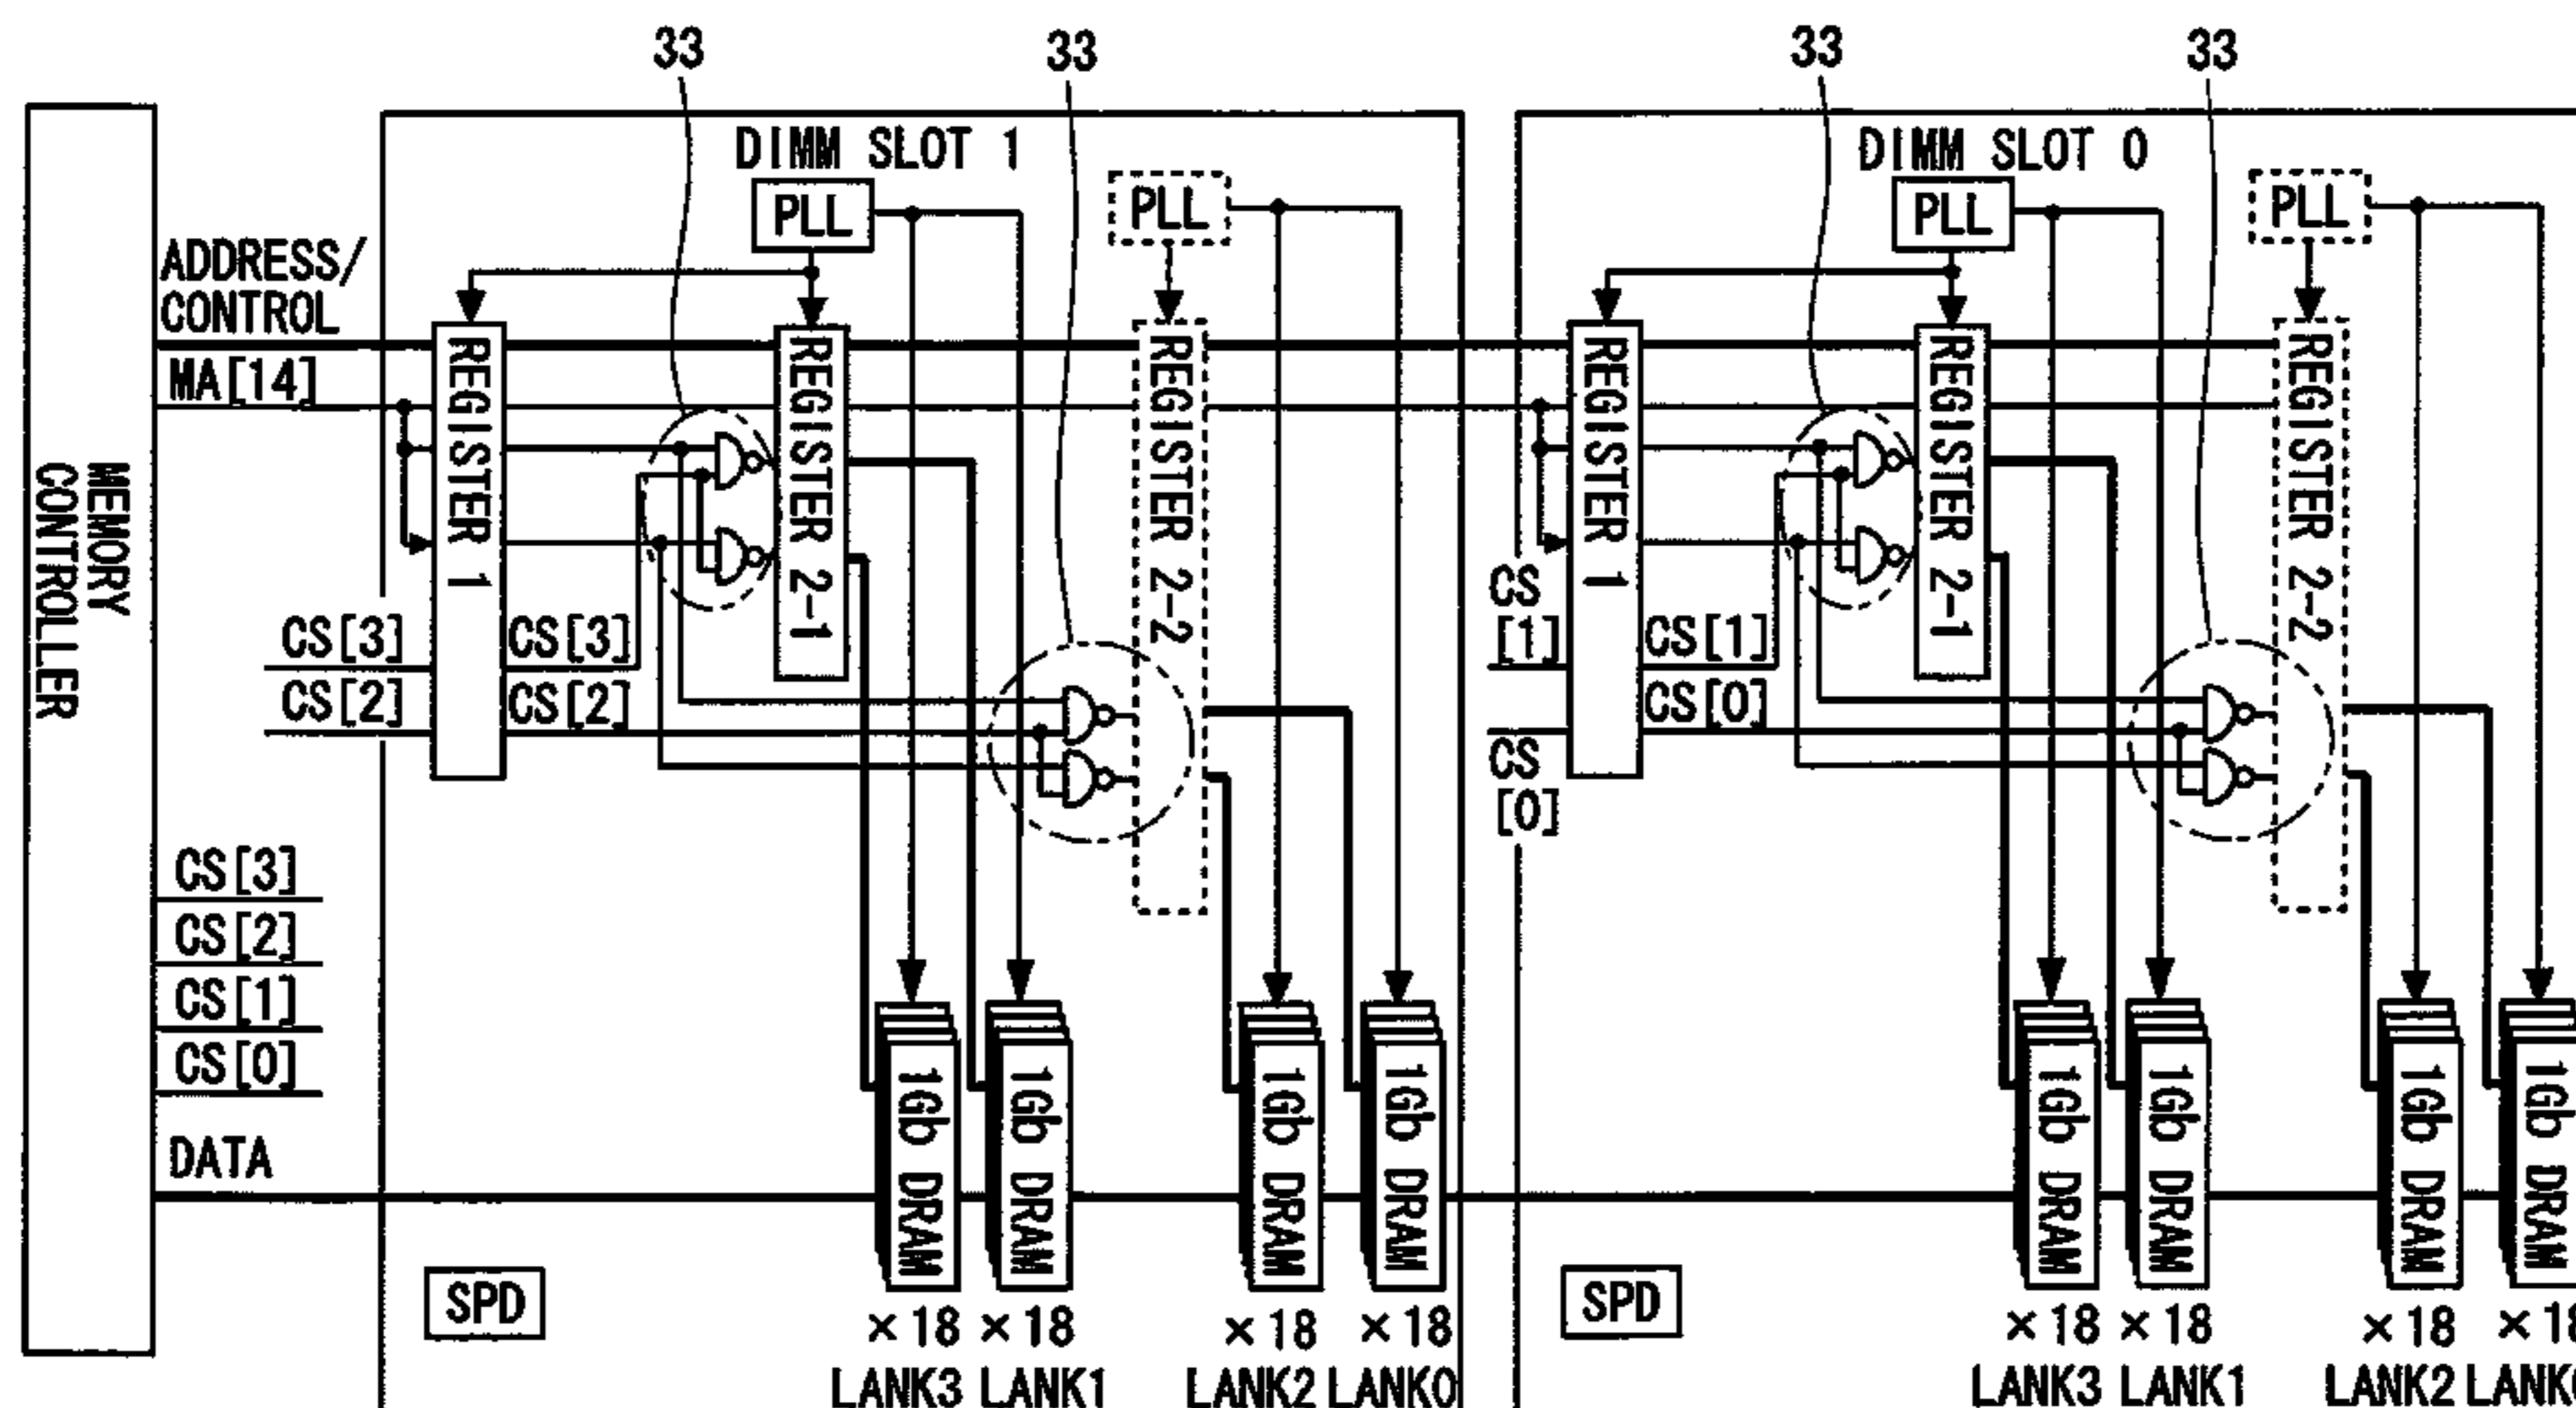 33
33
33
33
DIMM SLOT 1
DIMM SLOT 0
PLL
PLL
PLL
PLL
ADDRESS/
CONTROL
MA[14]
MEMORY
CONTROLLER
REGISTER 1
REGISTER 2-1
REGISTER 2-2
REGISTER 1
REGISTER 2-1
REGISTER 2-2
CS[3]
CS[3]
CS[2]
CS[2]
CS
[1]
CS[1]
CS[0]
CS
[0]
CS[3]
CS[2]
CS[1]
CS[0]
DATA
1Gb DRAM
1Gb DRAM
1Gb DRAM
1Gb DRAM
1Gb DRAM
1Gb DRAM
1Gb DRAM
1Gb DRAM
SPD
SPD
×18 ×18 ×18 ×18
LANK3 LANK1 LANK2 LANK0
×18 ×18 ×18
LANK3 LANK1 LANK2